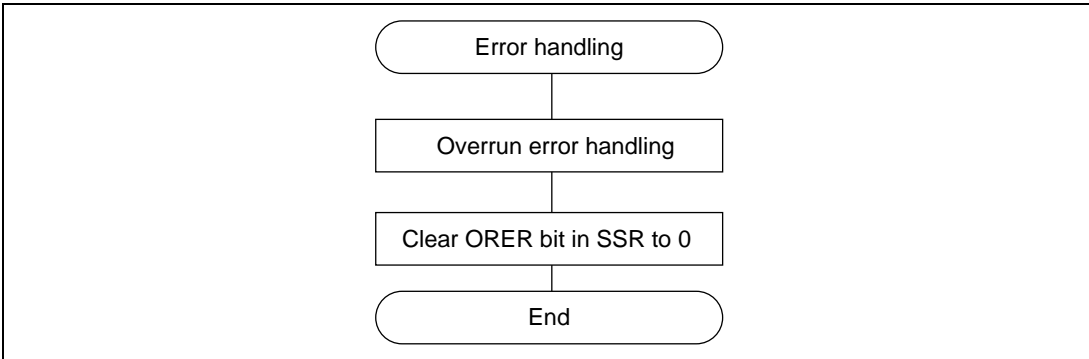 Error handling
Overrun error handling
Clear ORER bit in SSR to 0
End